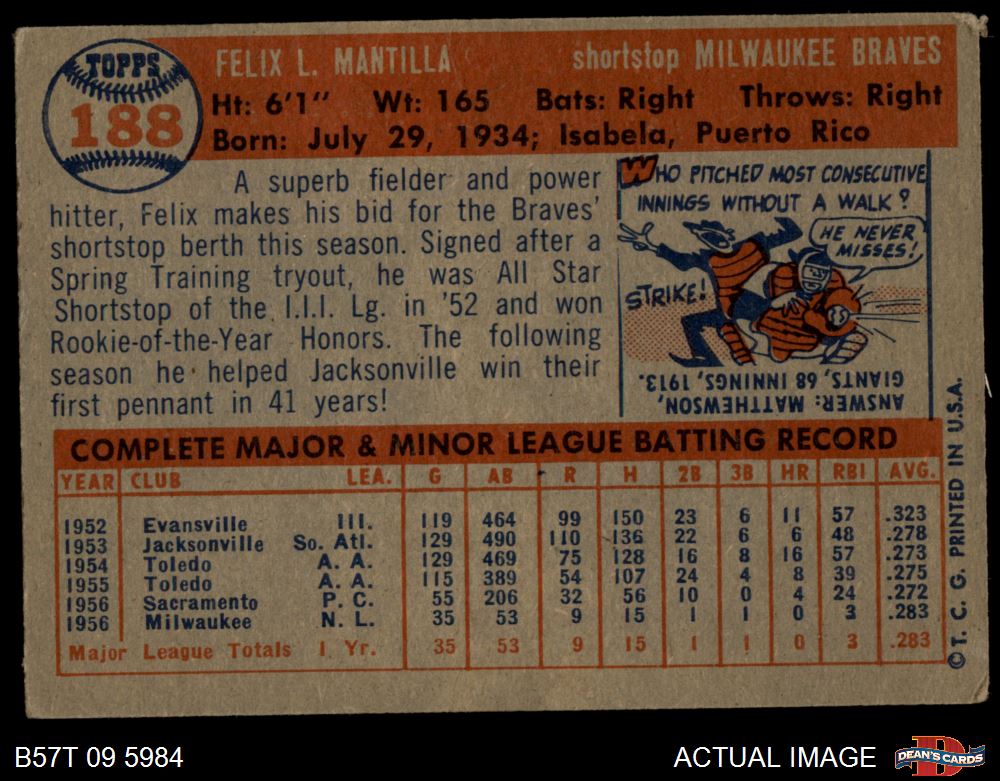 TOPPS
188
FELIX L. MANTILLA shortstop MILWAUKEE BRAVES
Ht: 6'1" Wt: 165 Bats: Right Throws: Right
Born: July 29, 1934; Isabela, Puerto Rico
A superb fielder and power
hitter, Felix makes his bid for the Braves'
shortstop berth this season. Signed after a
Spring Training tryout, he was All Star
Shortstop of the I.I.I. Lg. in '52 and won
Rookie-of-the-Year Honors. The following
season he helped Jacksonville win their
first pennant in 41 years!
WHO PITCHED MOST CONSECUTIVE
INNINGS WITHOUT A WALK?
HE NEVER
MISSES!
STRIKE!
ANSWER: MATTHEWSON,
GIANTS, 68 INNINGS, 1913.
COMPLETE MAJOR & MINOR LEAGUE BATTING RECORD
YEAR CLUB LEA. G AB R H 2B 3B HR RBI AVG.
1952 Evansville III. 119 464 99 150 23 6 11 57 .323
1953 Jacksonville So. Atl. 129 490 110 136 22 6 6 48 .278
1954 Toledo A. A. 129 469 75 128 16 8 16 57 .273
1955 Toledo A. A. 115 389 54 107 24 4 8 39 .275
1956 Sacramento P. C. 55 206 32 56 10 0 4 24 .272
1956 Milwaukee N. L. 35 53 9 15 1 1 0 3 .283
Major League Totals 1 Yr. 35 53 9 15 1 1 0 3 .283
© T. C. G. PRINTED IN U.S.A.
B57T 09 5984 ACTUAL IMAGE
DEAN'S CARDS